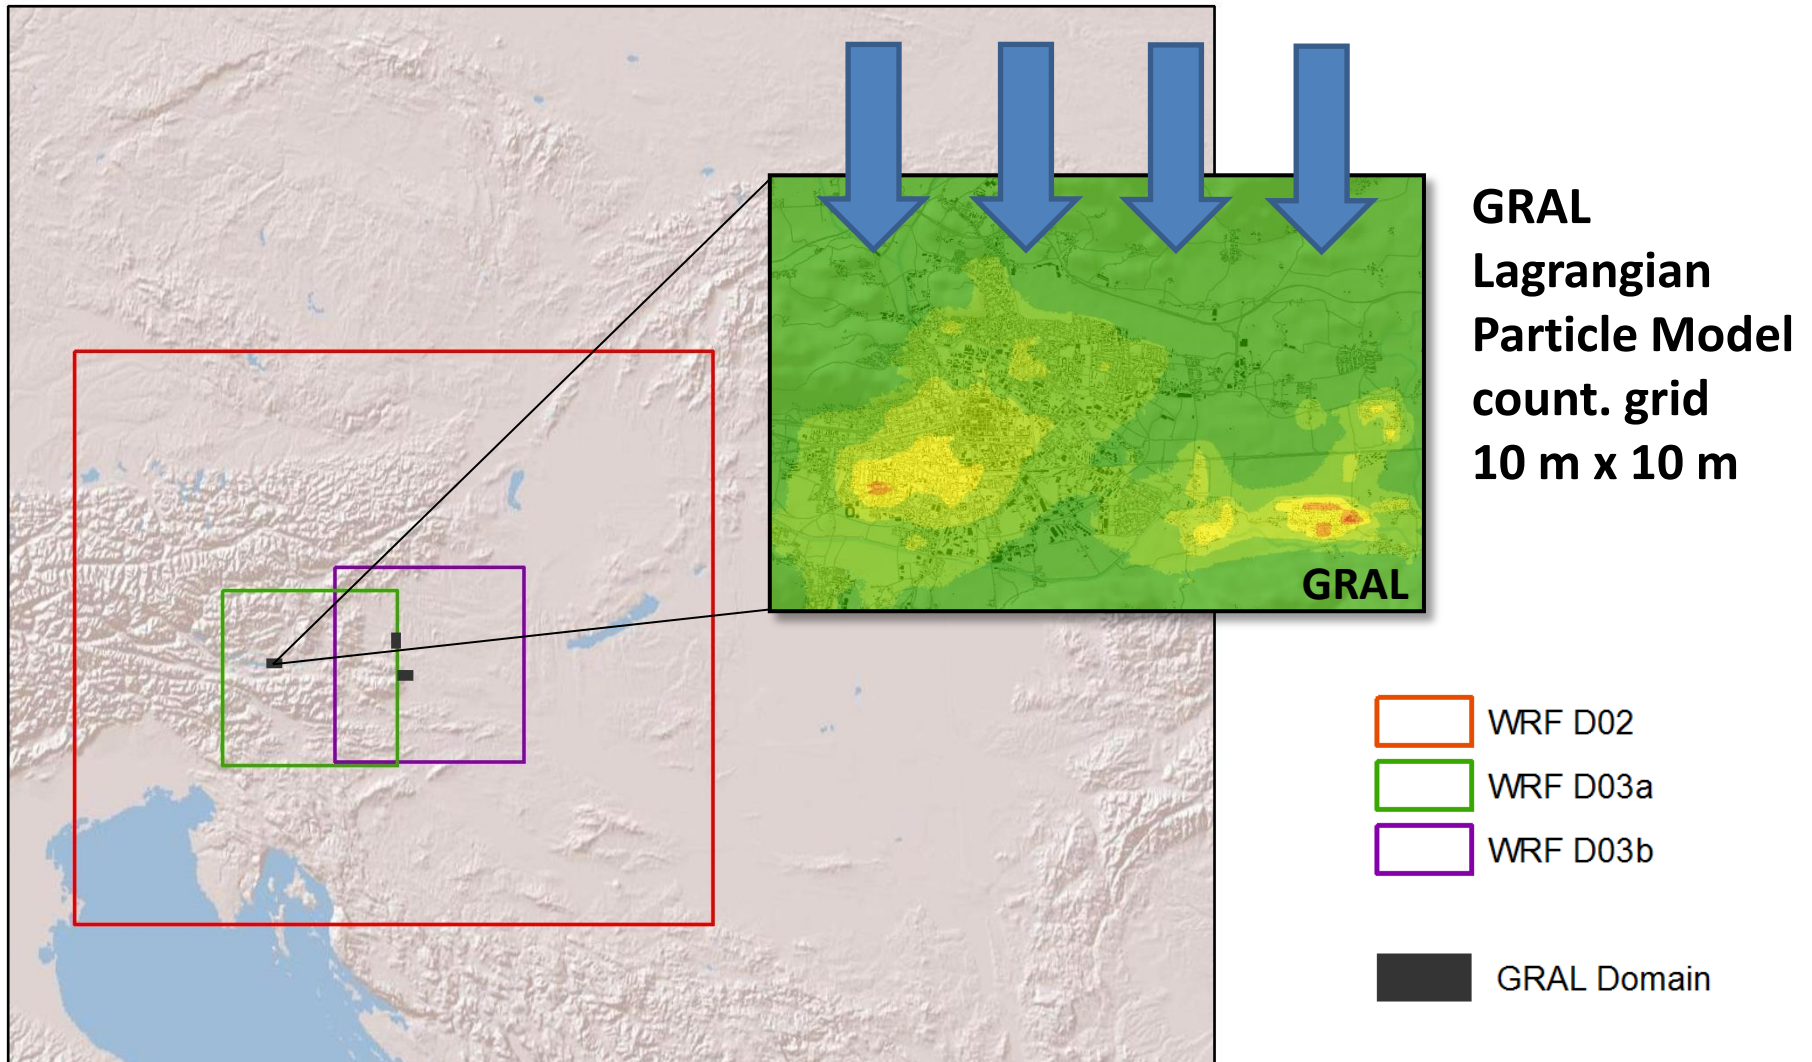 GRAL
Lagrangian
Particle Model
count. grid
10 m x 10 m
GRAL
WRF D02
WRF D03a
WRF D03b
GRAL Domain